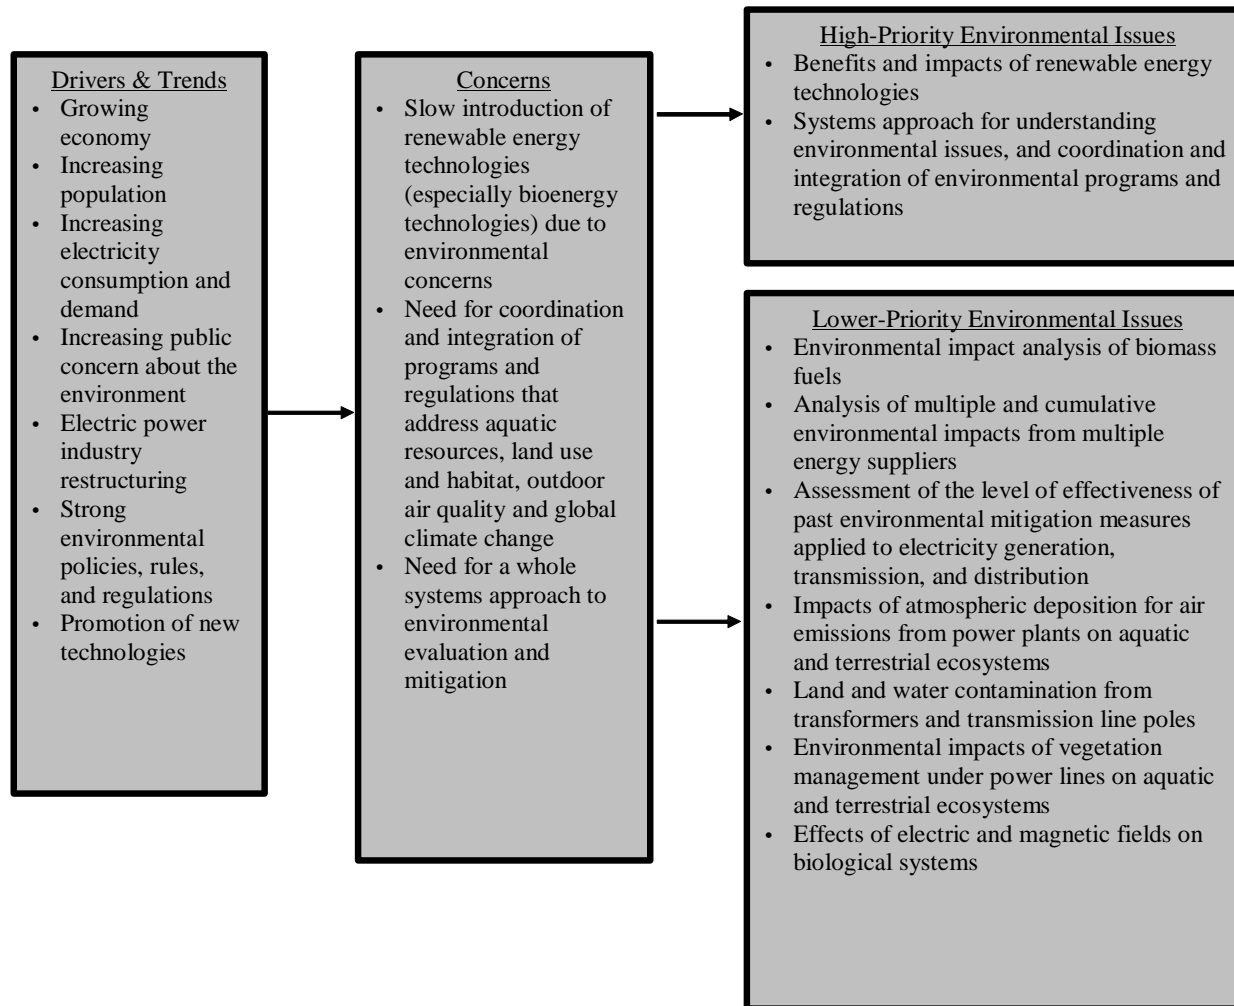 Drivers & Trends
• Growing
economy
• Increasing
population
• Increasing
electricity
consumption and
demand
• Increasing public
concern about the
environment
• Electric power
industry
restructuring
• Strong
environmental
policies, rules,
and regulations
• Promotion of new
technologies
Concerns
• Slow introduction of
renewable energy
technologies
(especially bioenergy
technologies) due to
environmental
concerns
• Need for coordination
and integration of
programs and
regulations that
address aquatic
resources, land use
and habitat, outdoor
air quality and global
climate change
• Need for a whole
systems approach to
environmental
evaluation and
mitigation
High-Priority Environmental Issues
• Benefits and impacts of renewable energy
technologies
• Systems approach for understanding
environmental issues, and coordination and
integration of environmental programs and
regulations
Lower-Priority Environmental Issues
• Environmental impact analysis of biomass
fuels
• Analysis of multiple and cumulative
environmental impacts from multiple
energy suppliers
• Assessment of the level of effectiveness of
past environmental mitigation measures
applied to electricity generation,
transmission, and distribution
• Impacts of atmospheric deposition for air
emissions from power plants on aquatic
and terrestrial ecosystems
• Land and water contamination from
transformers and transmission line poles
• Environmental impacts of vegetation
management under power lines on aquatic
and terrestrial ecosystems
• Effects of electric and magnetic fields on
biological systems